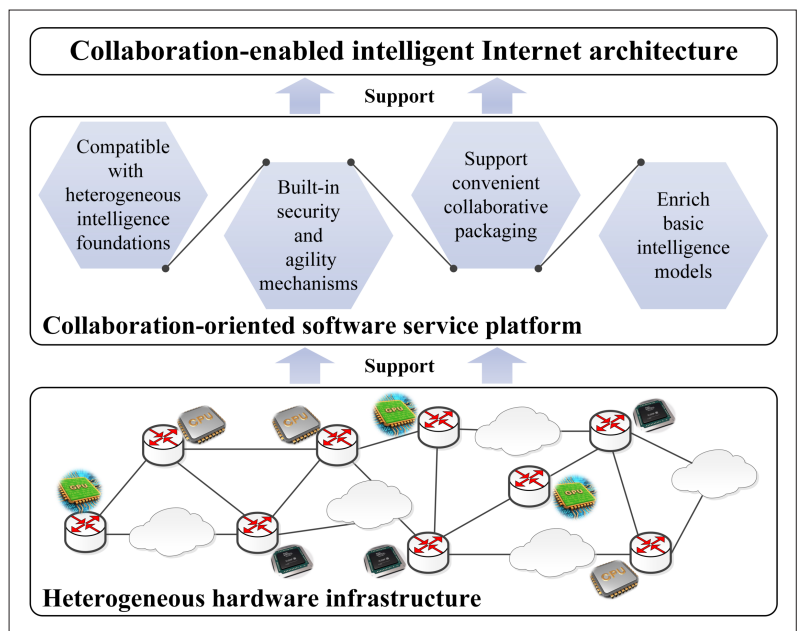 Collaboration-enabled intelligent Internet architecture
Support
Compatible
with
heterogeneous
intelligence
foundations
Built-in
security
and
agility
mechanisms
Support
convenient
collaborative
packaging
Enrich
basic
intelligence
models
Collaboration-oriented software service platform
Support
GPU
GPU
GPU
GPU
GPU
GPU
Heterogeneous hardware infrastructure